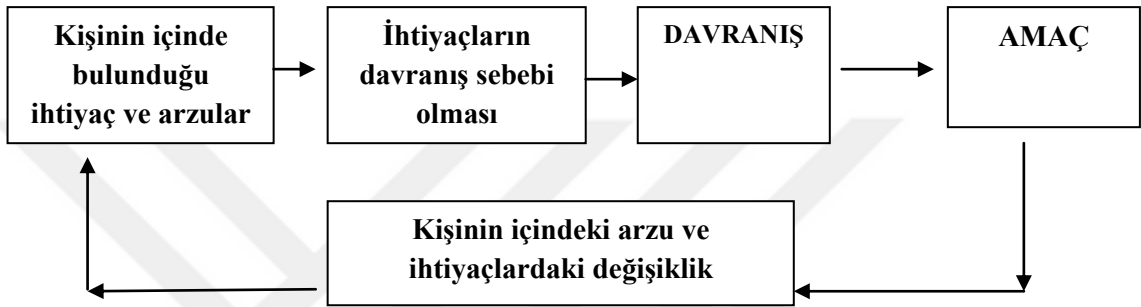 Kişinin içinde
bulunduğu
ihtiyaç ve arzular
İhtiyaçların
davranış sebebi
olması
DAVRANIŞ
AMAÇ
Kişinin içindeki arzu ve
ihtiyaçlardaki değişiklik